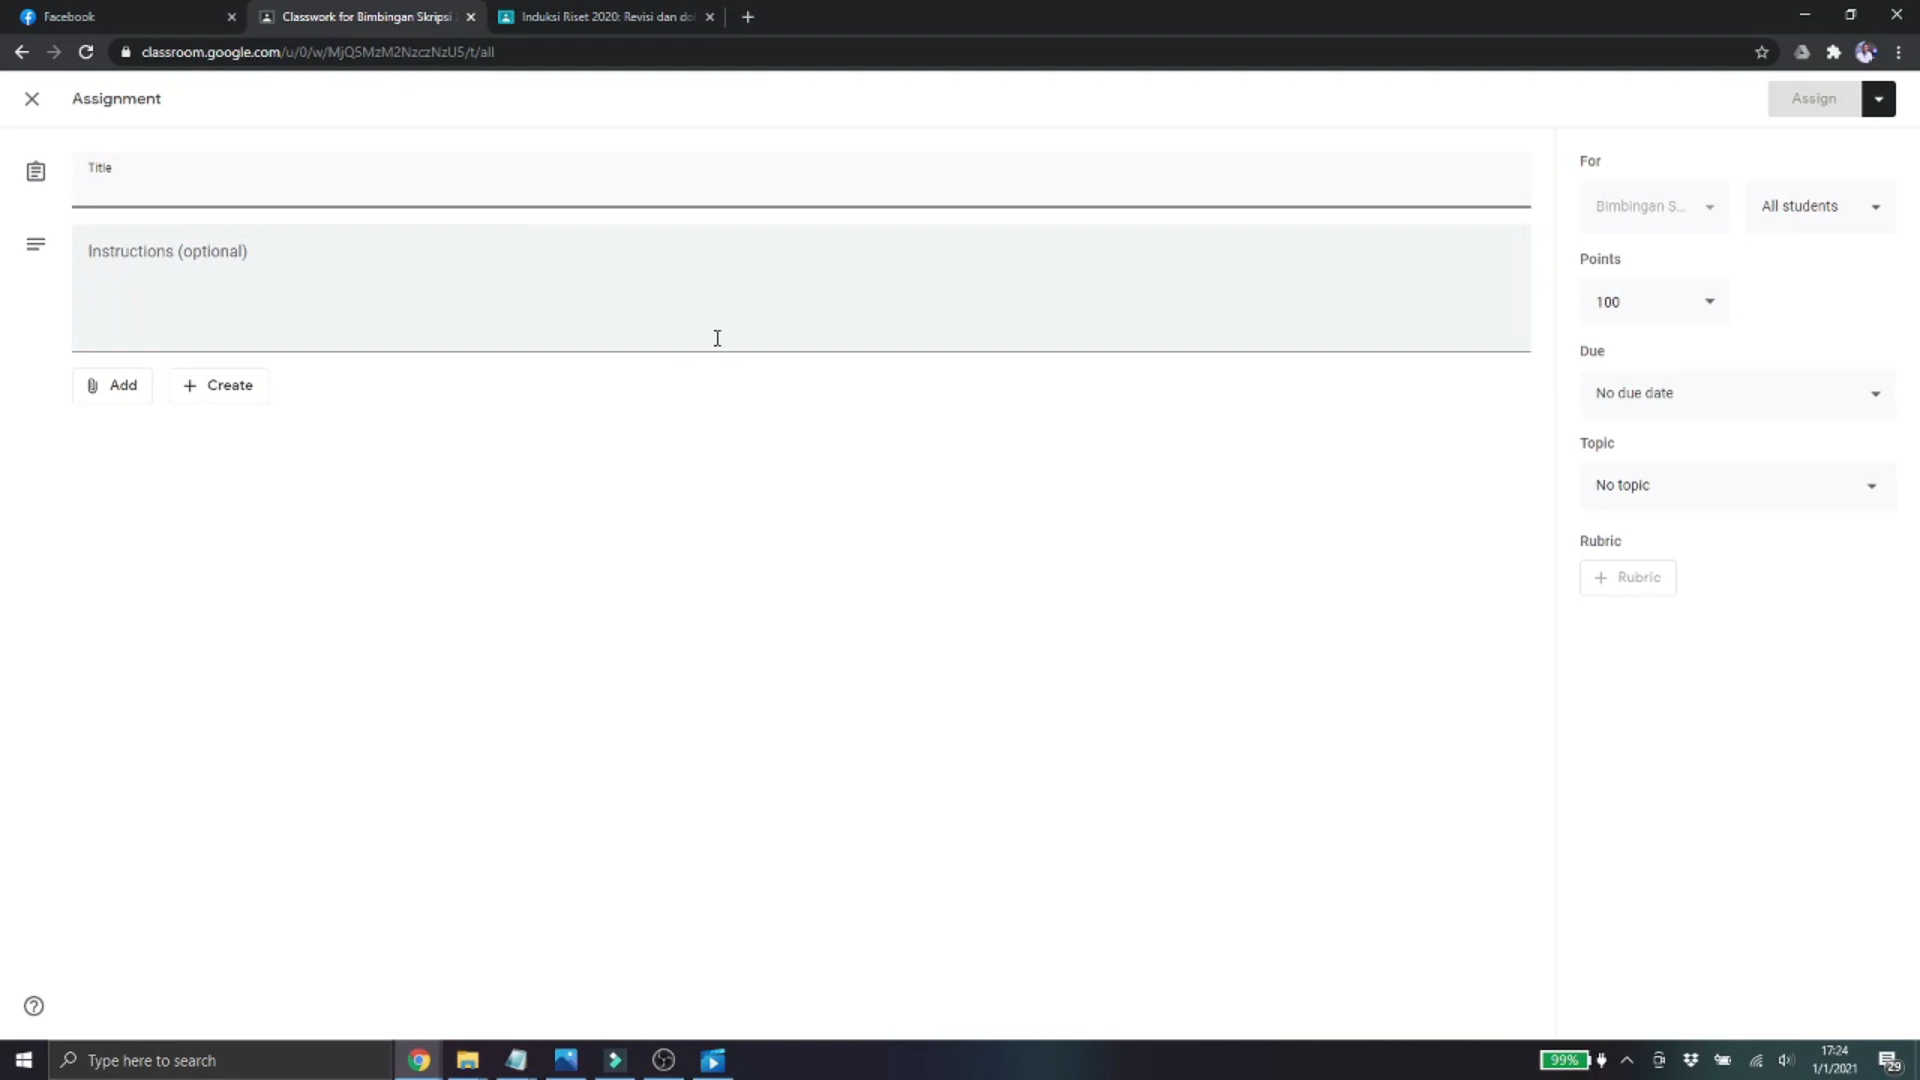 Facebook
Classwork for Bimbingan Skripsi
Induksi Riset 2020: Revisi dan do
classroom.google.com/u/0/w/MjQ5MzM2NzczNzU5/t/all
Assignment
Assign
Title
Instructions (optional)
Add
Create
For
Bimbingan S...
All students
Points
100
Due
No due date
Topic
No topic
Rubric
Rubric
Type here to search
99%
17:24
1/1/2021
29